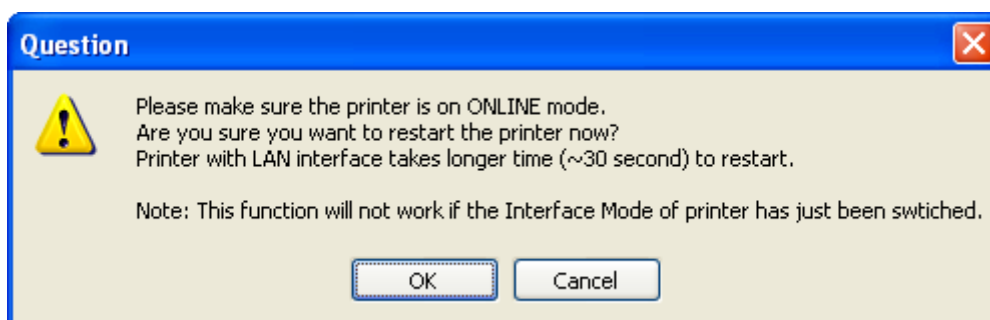 Question
Please make sure the printer is on ONLINE mode.
Are you sure you want to restart the printer now?
Printer with LAN interface takes longer time (~30 second) to restart.
Note: This function will not work if the Interface Mode of printer has just been swtiched.
OK
Cancel